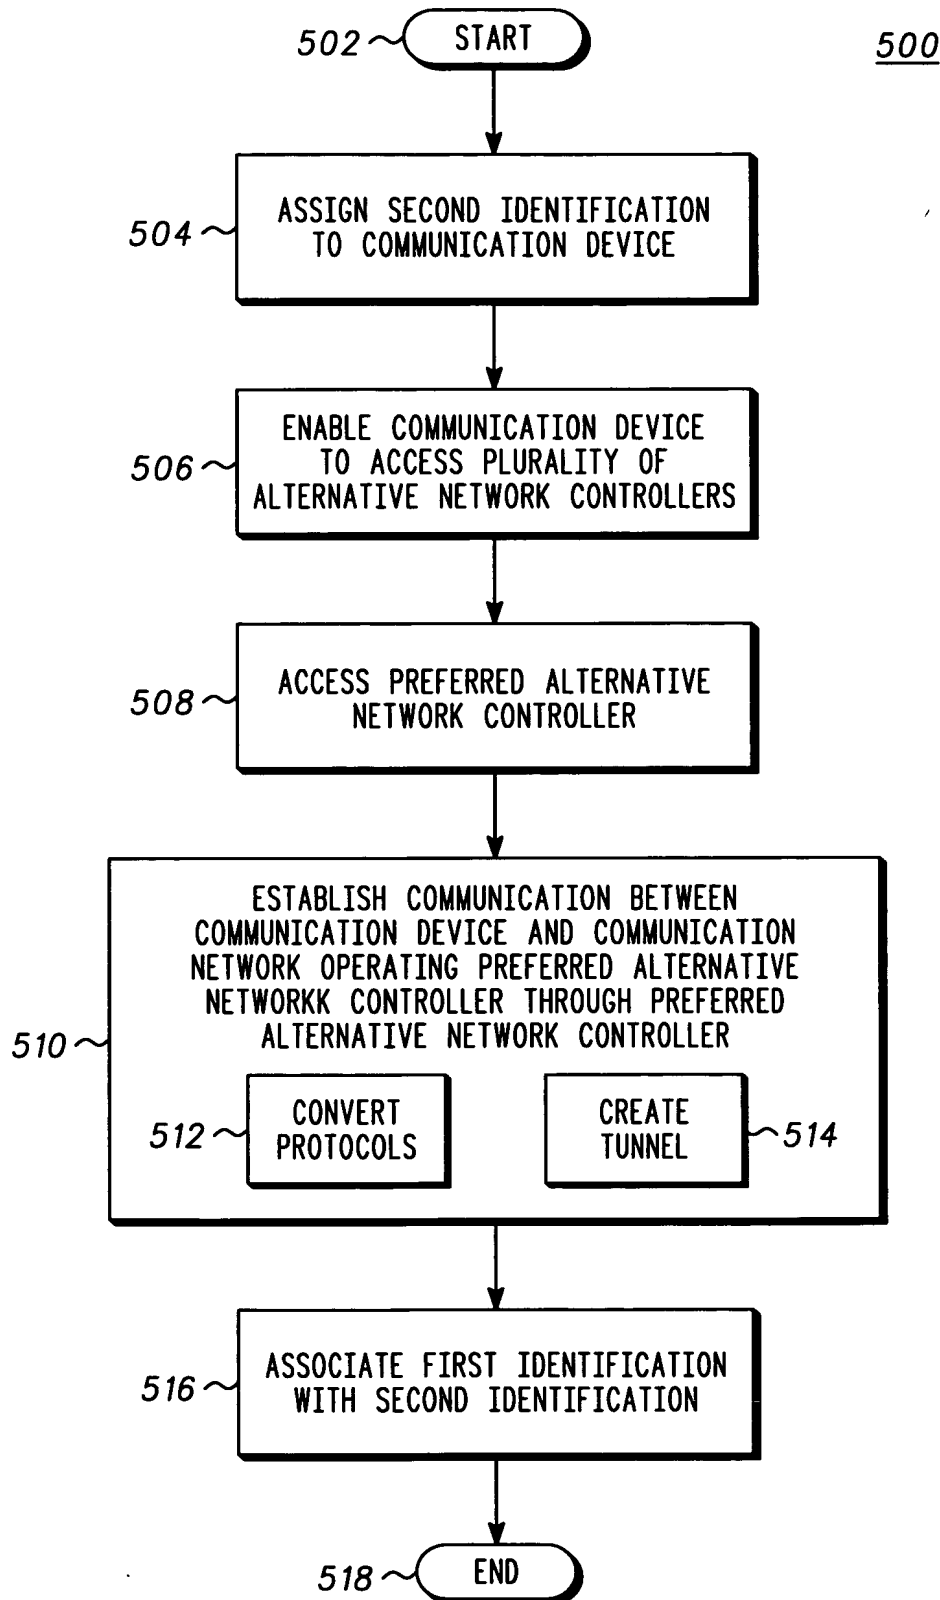 502
START
500
504
ASSIGN SECOND IDENTIFICATION
TO COMMUNICATION DEVICE
506
ENABLE COMMUNICATION DEVICE
TO ACCESS PLURALITY OF
ALTERNATIVE NETWORK CONTROLLERS
508
ACCESS PREFERRED ALTERNATIVE
NETWORK CONTROLLER
510
ESTABLISH COMMUNICATION BETWEEN
COMMUNICATION DEVICE AND COMMUNICATION
NETWORK OPERATING PREFERRED ALTERNATIVE
NETWORKK CONTROLLER THROUGH PREFERRED
ALTERNATIVE NETWORK CONTROLLER
512
CONVERT
PROTOCOLS
CREATE
TUNNEL
514
516
ASSOCIATE FIRST IDENTIFICATION
WITH SECOND IDENTIFICATION
518
END